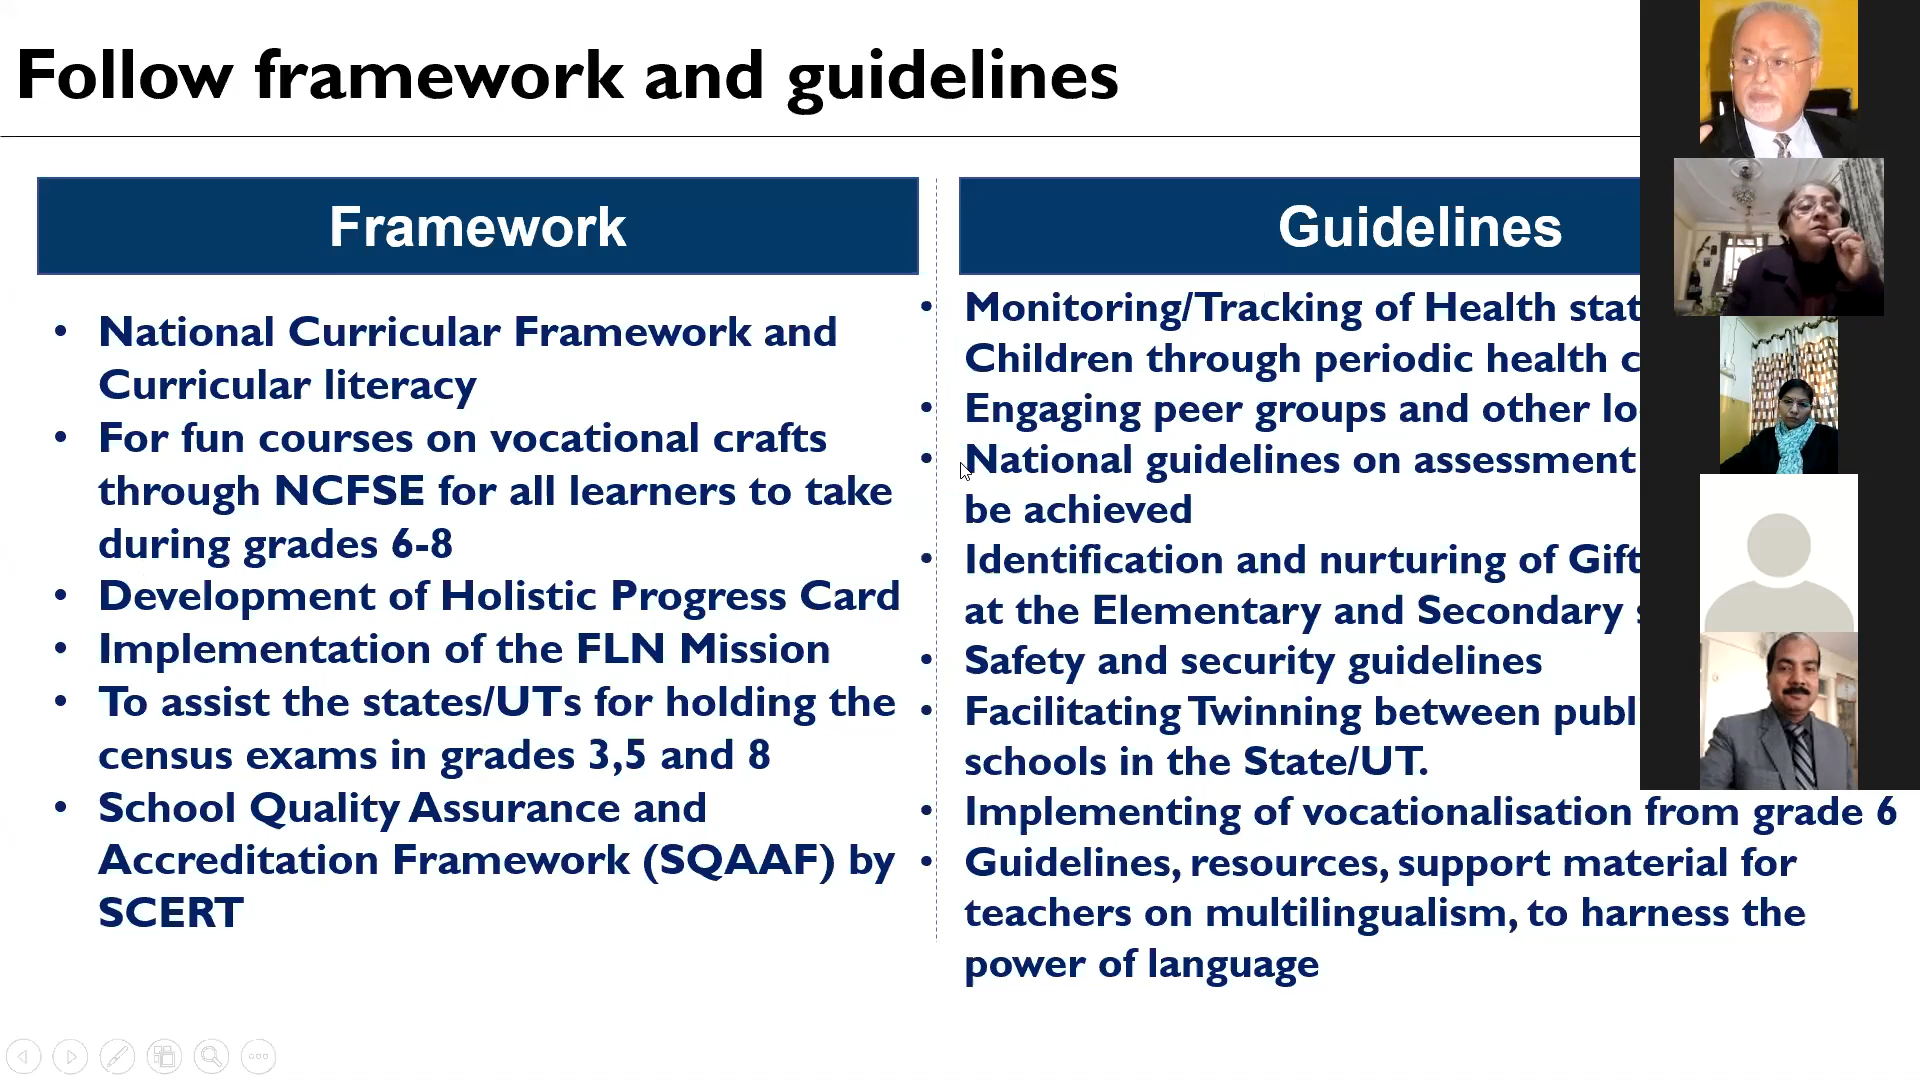 Follow framework and guidelines
Framework
• National Curricular Framework and
Curricular literacy
• For fun courses on vocational crafts
through NCFSE for all learners to take
during grades 6-8
• Development of Holistic Progress Card
• Implementation of the FLN Mission
• To assist the states/UTs for holding the
census exams in grades 3,5 and 8
• School Quality Assurance and
Accreditation Framework (SQAAF) by
SCERT
Guidelines
• Monitoring/Tracking of Health
Children through periodic health
• Engaging peer groups and other
• National guidelines on assessment
be achieved
• Identification and nurturing of
at the Elementary and Secondary
• Safety and security guidelines
• Facilitating Twinning between
schools in the State/UT.
• Implementing of vocationalisation from grade 6
• Guidelines, resources, support material for
teachers on multilingualism, to harness the
power of language